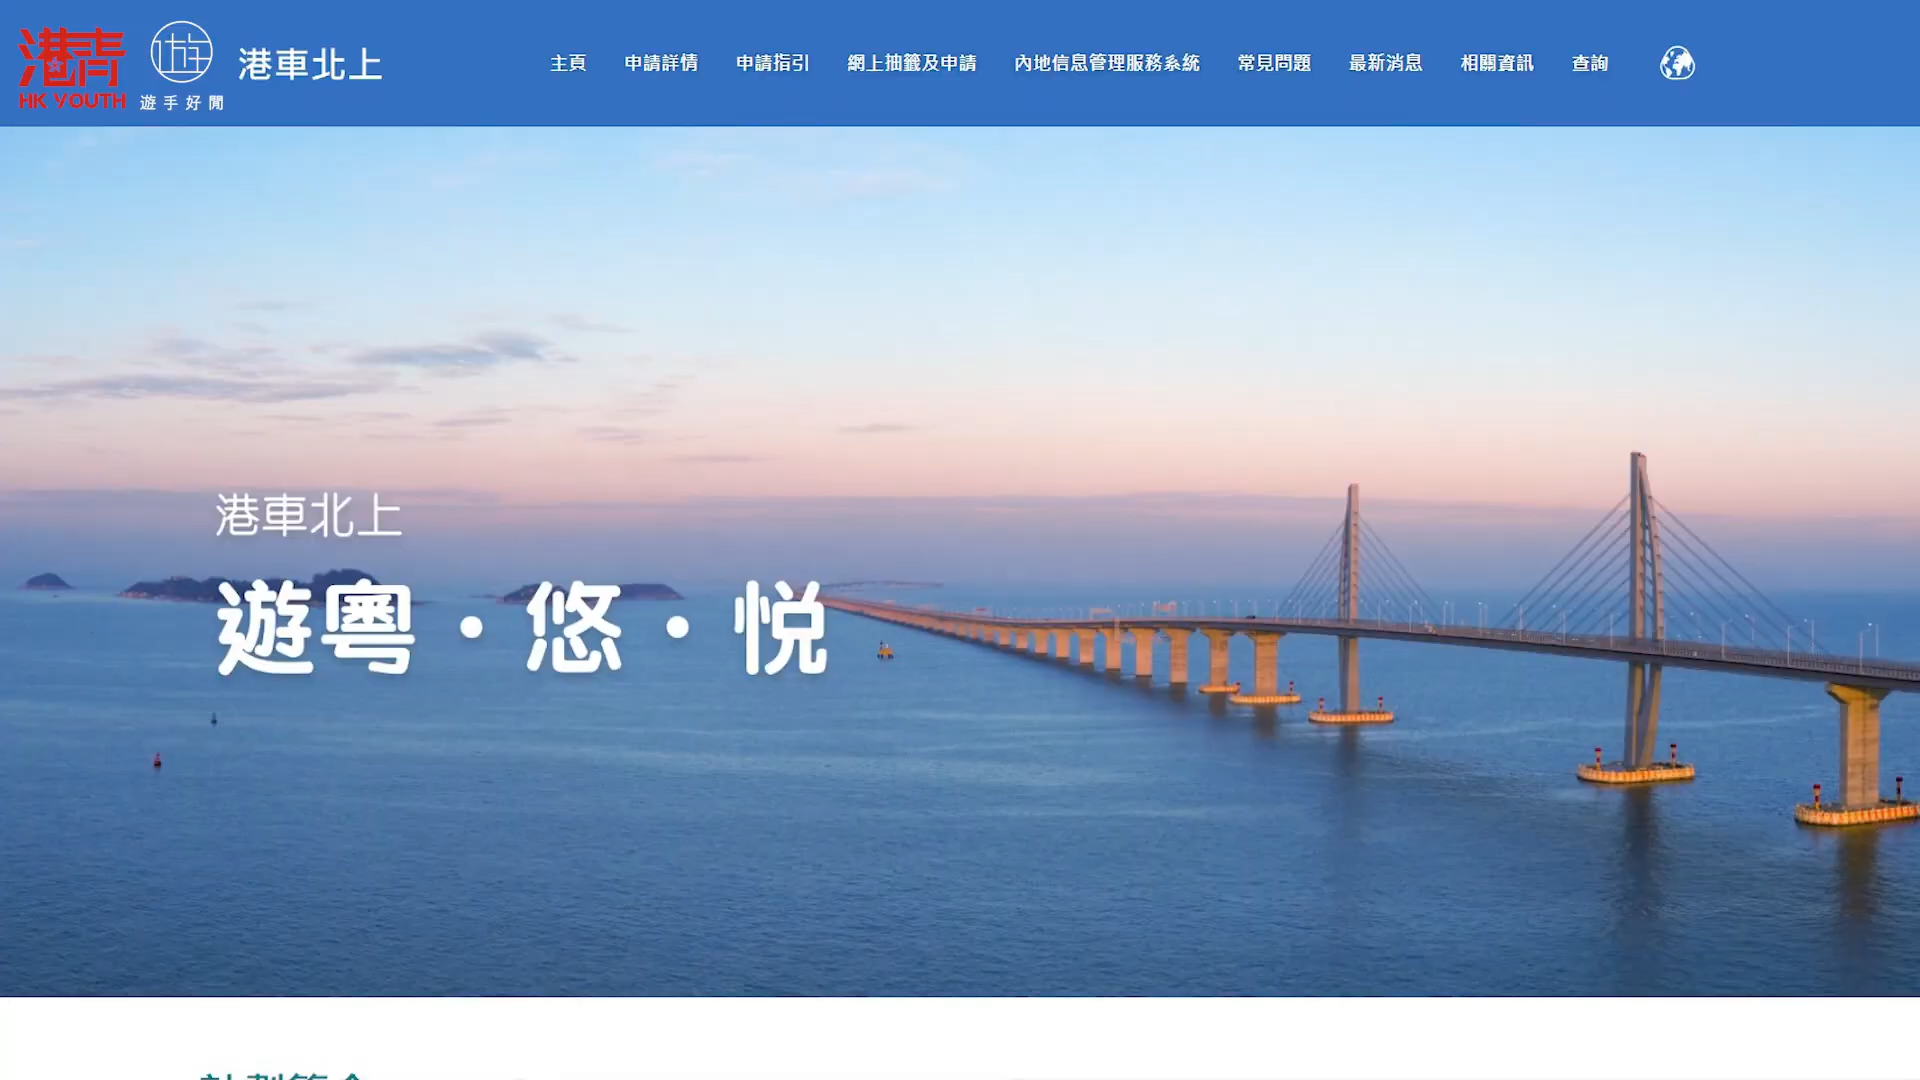 港青
HK YOUTH
遊
遊手好閒
港車北上
主頁
申請詳情
申請指引
網上抽籤及申請
內地信息管理服務系統
常見問題
最新消息
相關資訊
查詢
港車北上
遊粵・悠・悅